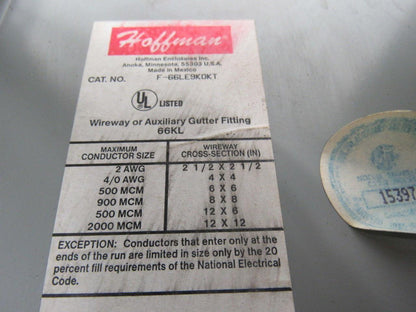 Hoffman
Hoffman Enclosures Inc.
Anoka, Minnesota, 55303 U.S.A.
Made in Mexico
CAT. NO. F-66LE9KOKT
UL LISTED
Wireway or Auxiliary Gutter Fitting
66KL
MAXIMUM CONDUCTOR SIZE WIREWAY CROSS-SECTION (IN)
2 AWG 2 1/2 X 2 1/2
4/0 AWG 4 X 4
500 MCM 6 X 6
900 MCM 8 X 8
500 MCM 12 X 6
2000 MCM 12 X 12
EXCEPTION: Conductors that enter only at the
ends of the run are limited in size only by the 20
percent fill requirements of the National Electrical
Code.
15397